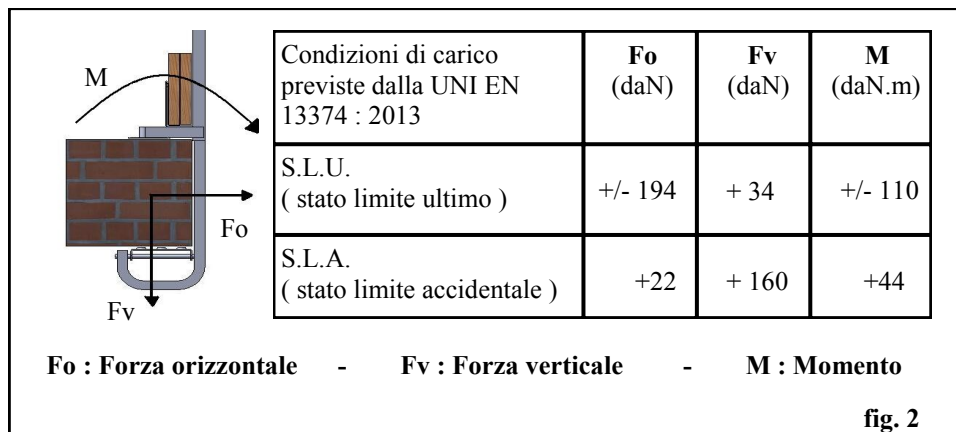 M
Fo
Fv
Condizioni di carico
previste dalla UNI EN
13374 : 2013
Fo
(daN)
Fv
(daN)
M
(daN.m)
S.L.U.
( stato limite ultimo )
+/- 194
+ 34
+/- 110
S.L.A.
( stato limite accidentale )
+22
+ 160
+44
Fo : Forza orizzontale - Fv : Forza verticale - M : Momento
fig. 2